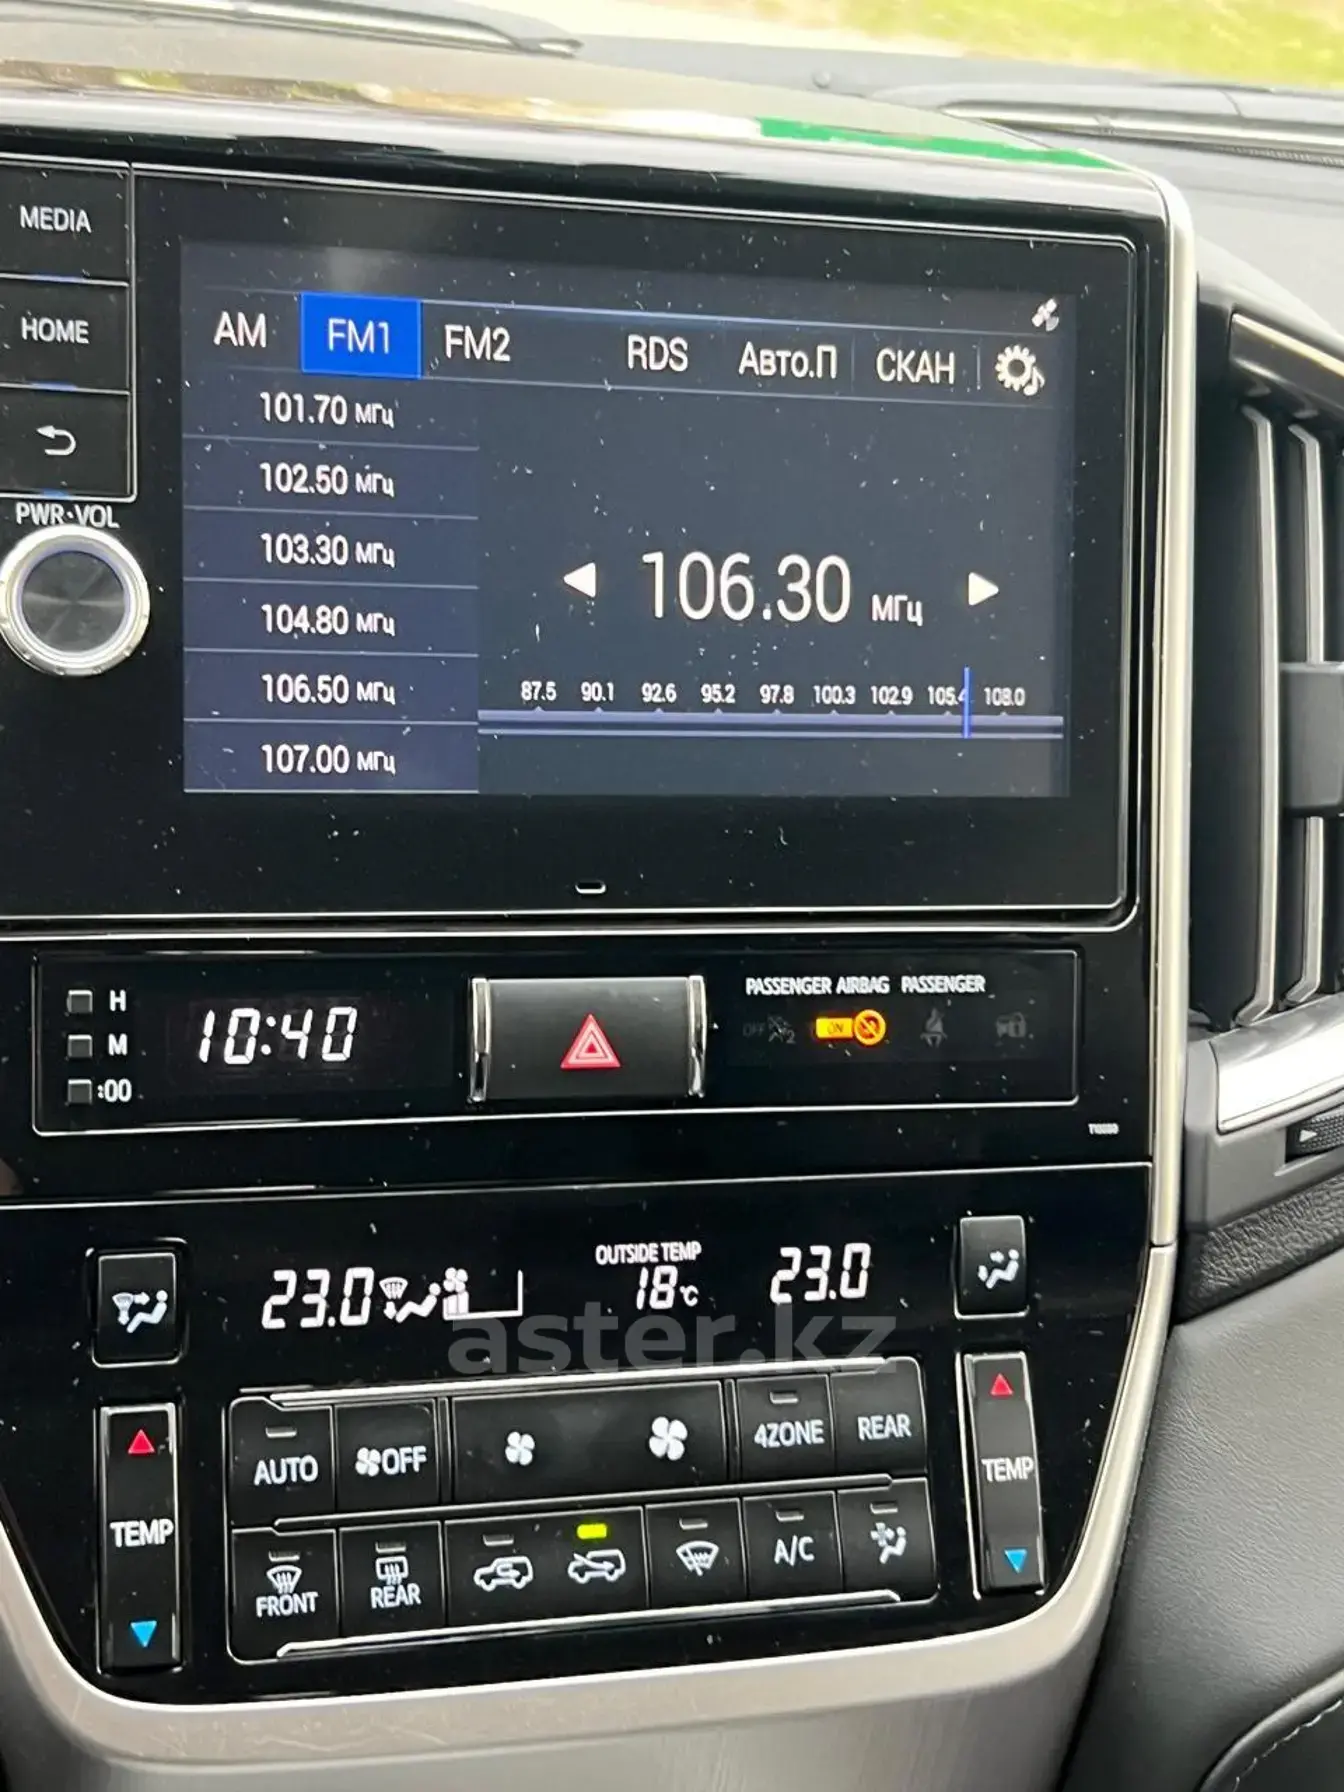 MEDIA
HOME
PWR·VOL
AM FM1 FM2 RDS Авто.П СКАН
101.70 МГц
102.50 МГц
103.30 МГц
104.80 МГц
106.50 МГц
107.00 МГц
106.30 МГц
87.5 90.1 92.6 95.2 97.8 100.3 102.9 105.4 108.0
H
M
:00
10:40
PASSENGER AIRBAG PASSENGER
OFF ON
23.0
OUTSIDE TEMP
18°C
23.0
aster.kz
AUTO OFF 4ZONE REAR
TEMP
TEMP
FRONT REAR A/C